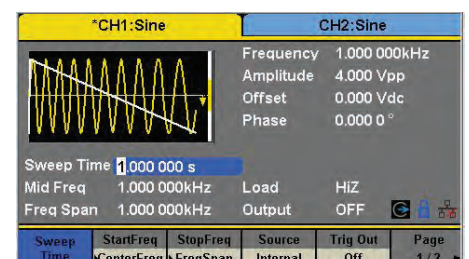 *CH1:Sine CH2:Sine
Frequency 1.000 000kHz
Amplitude 4.000 Vpp
Offset 0.000 Vdc
Phase 0.000 0°
Sweep Time 1.000 000 s
Mid Freq 1.000 000kHz Load HiZ
Freq Span 1.000 000kHz Output OFF
Sweep StartFreq StopFreq Source Trig Out Page
Time CenterFreq FreqSpan Internal Off 1/2